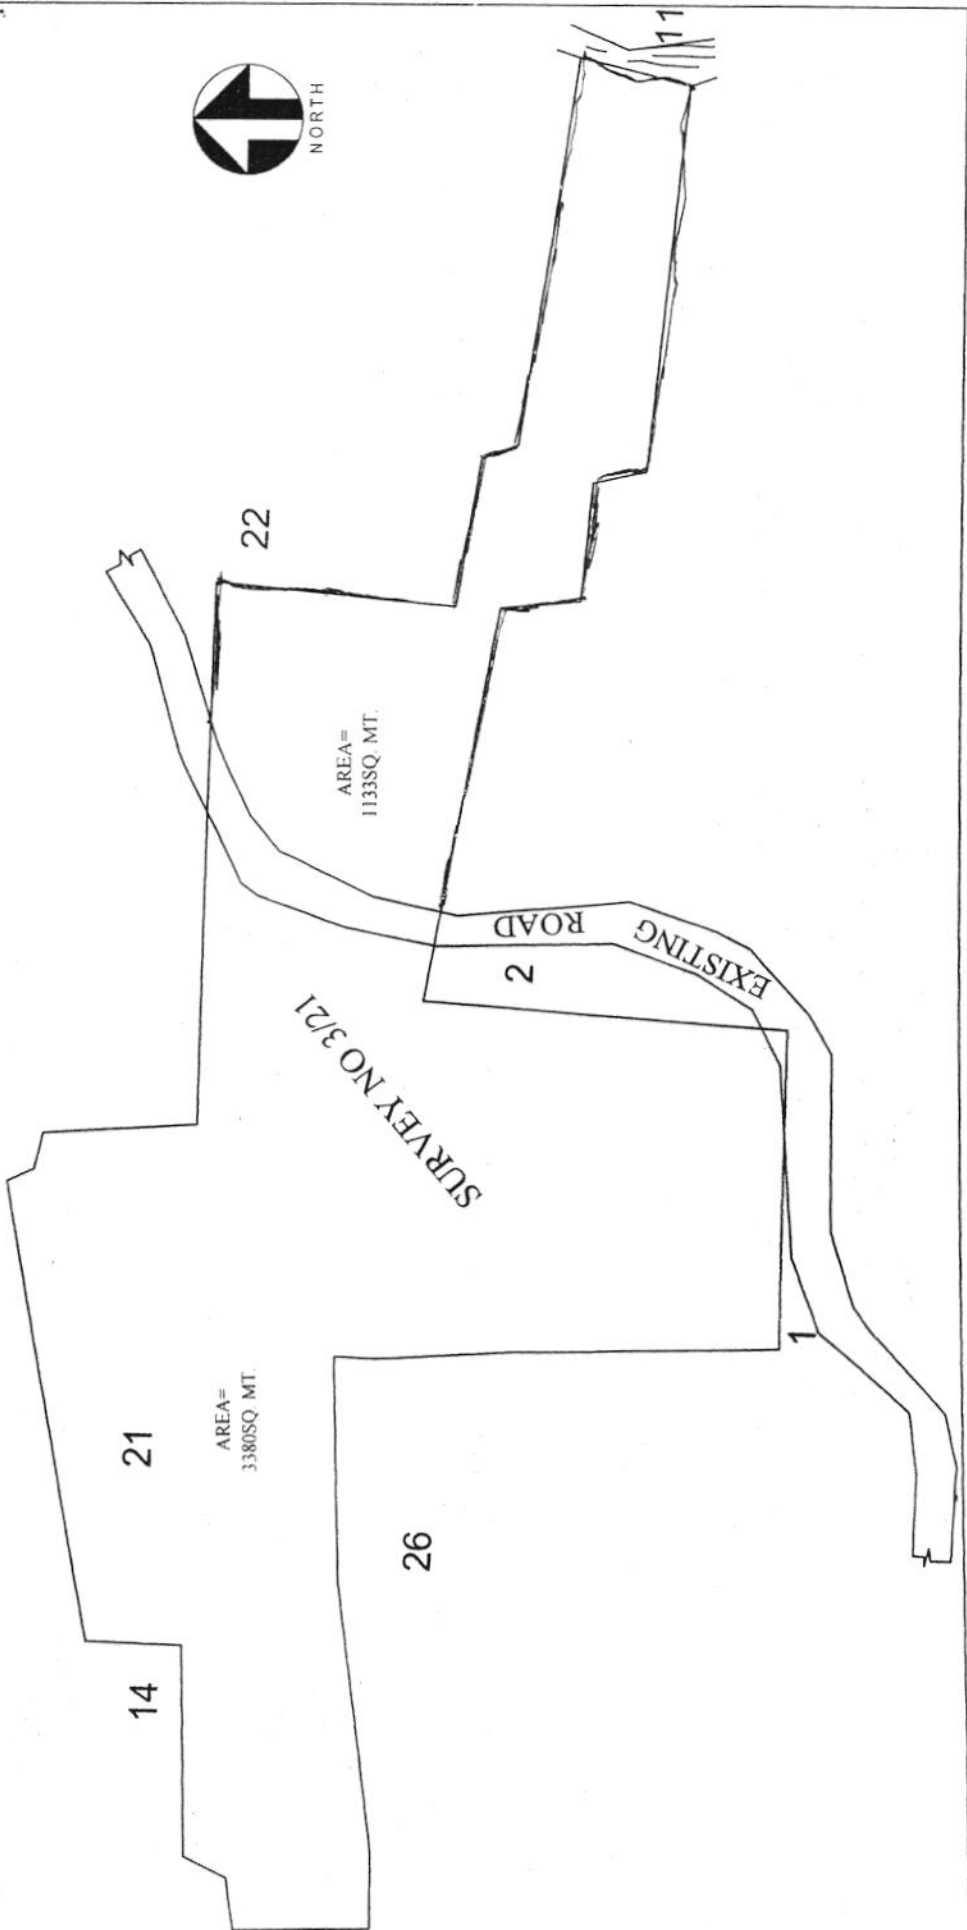 NORTH
11
22
AREA=
1133SQ. MT.
2
EXISTING ROAD
SURVEY NO 3/21
1
21
AREA=
3380SQ. MT.
26
14